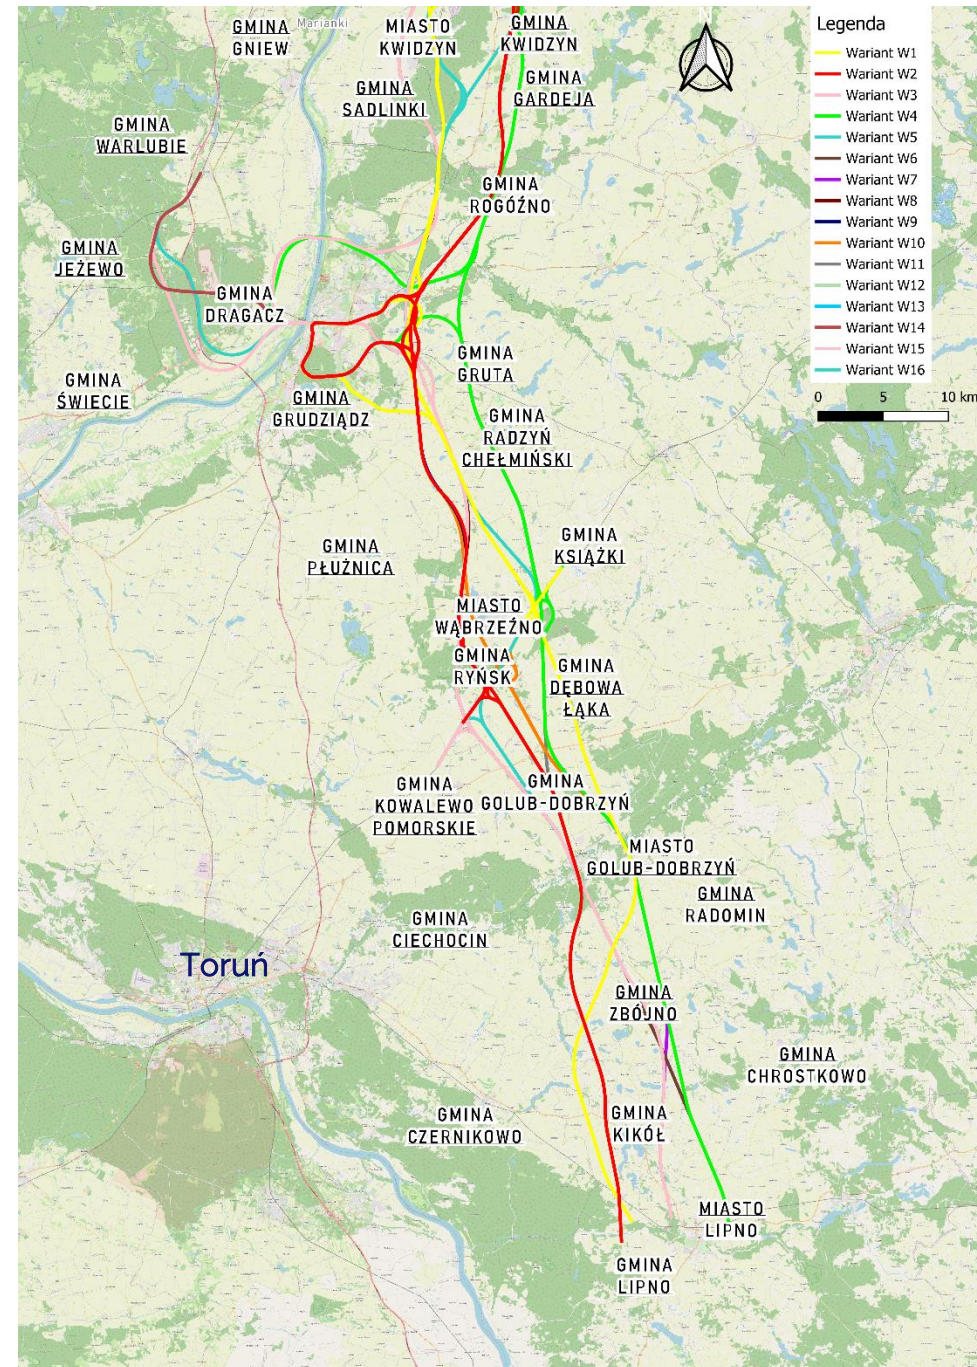 GMINA
GNIEW
Marianki
MIASTO
KWIDZYN
GMINA
KWIDZYN
GMINA
SADLINKI
GMINA
GARDEJA
GMINA
WARLUBIE
GMINA
ROGÓŹNO
GMINA
JEŻEWO
GMINA
DRAGACZ
GMINA
ŚWIECIE
GMINA
GRUDZIĄDZ
GMINA
GRUTA
GMINA
RADZYŃ
CHEŁMIŃSKI
GMINA
PŁUŻNICA
GMINA
KSIĄŻKI
MIASTO
WĄBRZEŹNO
GMINA
RYŃSK
GMINA
DĘBOWA
ŁĄKA
GMINA
KOWALEWO
POMORSKIE
GMINA
GOLUB-DOBRZYŃ
MIASTO
GOLUB-DOBRZYŃ
GMINA
RADOMIN
GMINA
CIECHOCIN
Toruń
GMINA
ZBÓJNO
GMINA
CHROSTKOWO
GMINA
CZERNIKOWO
GMINA
KIKÓŁ
MIASTO
LIPNO
GMINA
LIPNO
Legenda
Wariant W1
Wariant W2
Wariant W3
Wariant W4
Wariant W5
Wariant W6
Wariant W7
Wariant W8
Wariant W9
Wariant W10
Wariant W11
Wariant W12
Wariant W13
Wariant W14
Wariant W15
Wariant W16
0 5 10 km